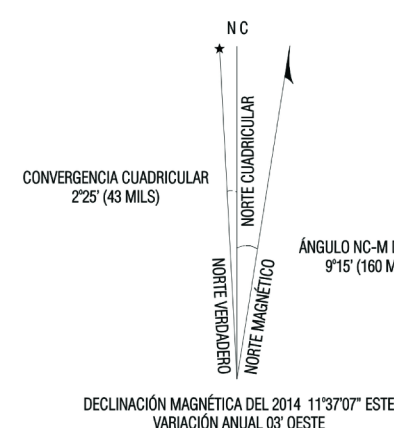 N C
CONVERGENCIA CUADRICULAR
2°25' (43 MILS)
NORTE CUADRICULAR
ÁNGULO NC-M
9°15' (160
NORTE VERDADERO
NORTE MAGNÉTICO
DECLINACIÓN MAGNÉTICA DEL 2014 11°37'07" ESTE
VARIACIÓN ANUAL 03' OESTE